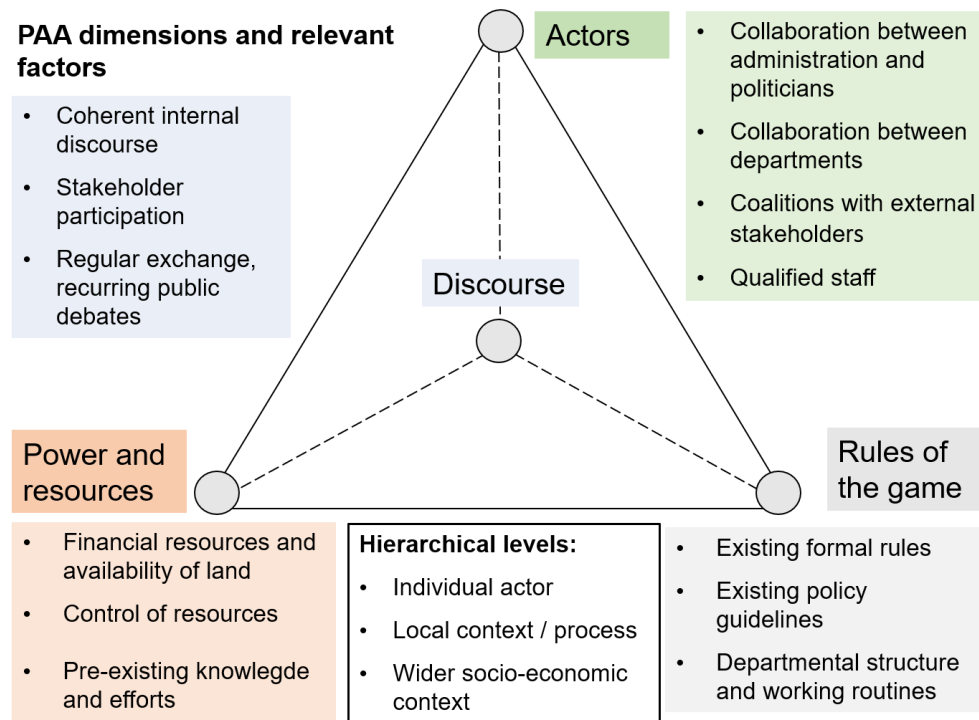 PAA dimensions and relevant
factors
• Coherent internal
discourse
• Stakeholder
participation
• Regular exchange,
recurring public
debates
Actors
• Collaboration between
administration and
politicians
• Collaboration between
departments
• Coalitions with external
stakeholders
• Qualified staff
Discourse
Power and
resources
• Financial resources and
availability of land
• Control of resources
• Pre-existing knowlegde
and efforts
Hierarchical levels:
• Individual actor
• Local context / process
• Wider socio-economic
context
Rules of
the game
• Existing formal rules
• Existing policy
guidelines
• Departmental structure
and working routines